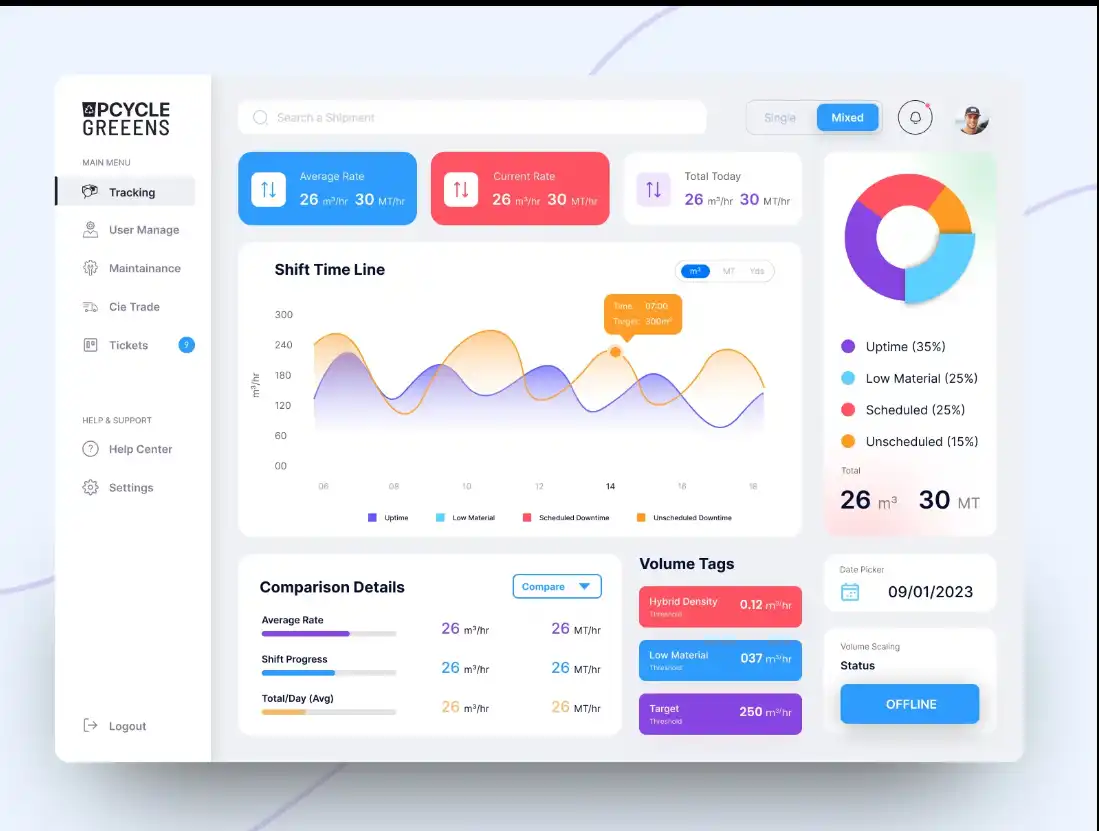 UPCYCLE
GREEENS
MAIN MENU
Tracking
User Manage
Maintainance
Cie Trade
Tickets 9
HELP & SUPPORT
Help Center
Settings
Logout
Search a Shipment
Single Mixed
Average Rate
26 m³/hr 30 MT/hr
Current Rate
26 m³/hr 30 MT/hr
Total Today
26 m³/hr 30 MT/hr
Shift Time Line
m³ MT Yds
Time: 07:00
Target: 300m³
m³/hr
300
240
180
120
60
00
06 08 10 12 14 16 18
Uptime Low Material Scheduled Downtime Unscheduled Downtime
Uptime (35%)
Low Material (25%)
Scheduled (25%)
Unscheduled (15%)
Total
26 m³ 30 MT
Comparison Details
Compare
Average Rate 26 m³/hr 26 MT/hr
Shift Progress 26 m³/hr 26 MT/hr
Total/Day (Avg) 26 m³/hr 26 MT/hr
Volume Tags
Hybrid Density 0.12 m³/hr
Threshold
Low Material 037 m³/hr
Threshold
Target 250 m³/hr
Threshold
Date Picker
09/01/2023
Volume Scaling
Status
OFFLINE